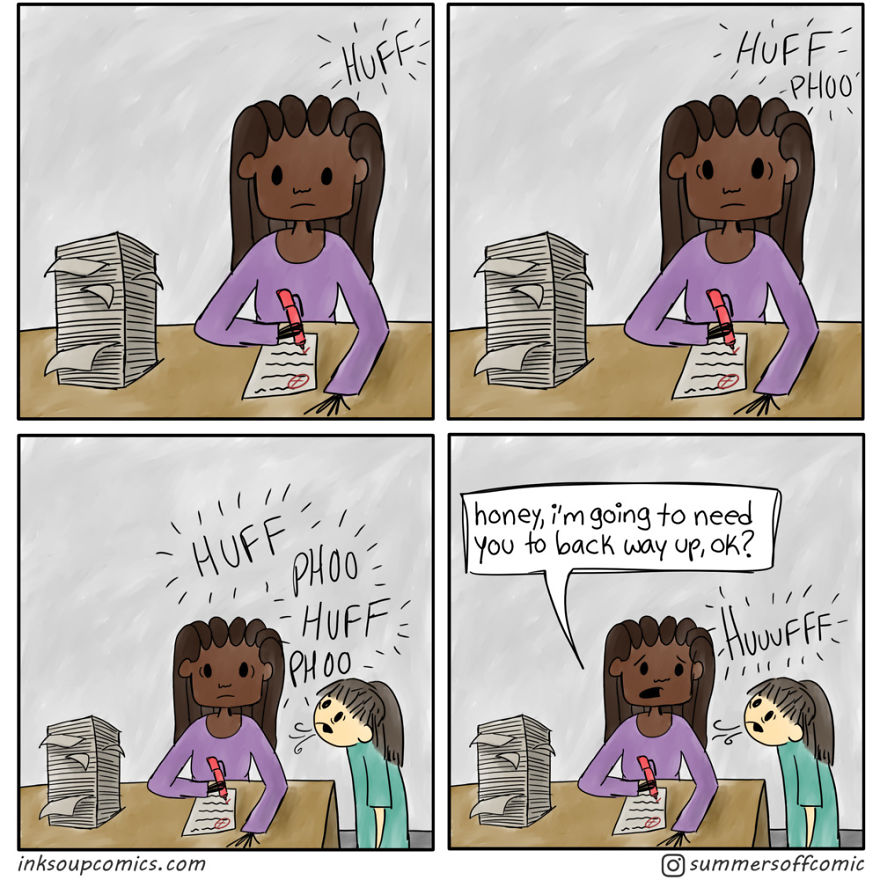 HUFF
HUFF
PHOO
HUFF
PHOO
HUFF
PHOO
honey, i'm going to need
you to back way up, ok?
HUUUFFF
inksoupcomics.com
summersoffcomic